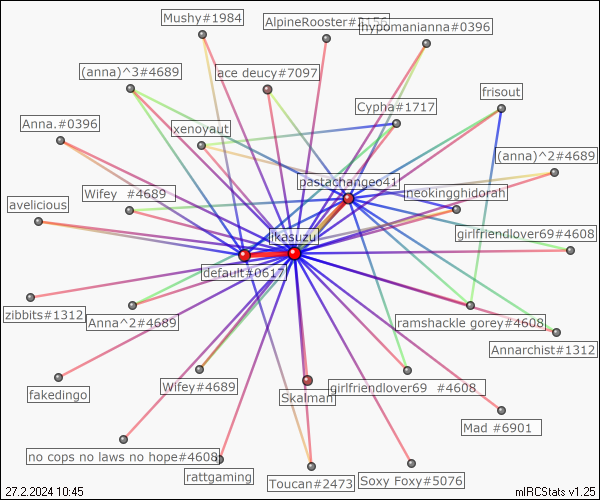 Mushy#1984
AlpineRooster#
hypomanianna#0396
(anna)^3#4689
ace deucy#7097
Cypha#1717
frisout
Anna.#0396
xenoyaut
(anna)^2#4689
pastachangeo41
Wifey #4689
neokingghidorah
avelicious
jkasuzu
girlfriendlover69#4608
default#0617
zibbits#1312
Anna^2#4689
ramshackle gorey#4608
Annarchist#1312
fakedingo
Wifey#4689
girlfriendlover69 #4608
Skalman
Mad #6901
no cops no laws no hope#4608
rattgaming
Toucan#2473
Soxy Foxy#5076
27.2.2024 10:45
mIRCStats v1.25